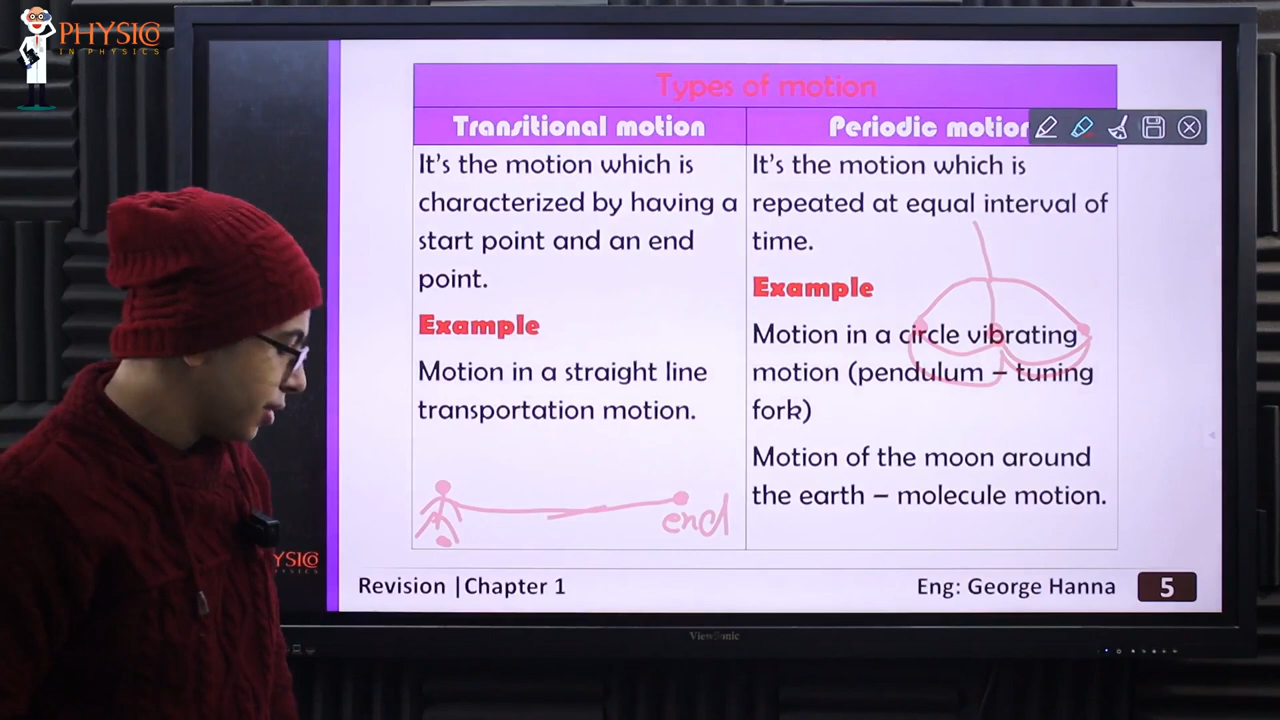 PHYSICO
IN PHYSICS
Types of motion
Transitional motion
Periodic motion
It's the motion which is
characterized by having a
start point and an end
point.
Example
Motion in a straight line
transportation motion.
end
It's the motion which is
repeated at equal interval of
time.
Example
Motion in a circle vibrating
motion (pendulum – tuning
fork)
Motion of the moon around
the earth – molecule motion.
YSICO
Revision |Chapter 1
Eng: George Hanna
5
ViewSonic